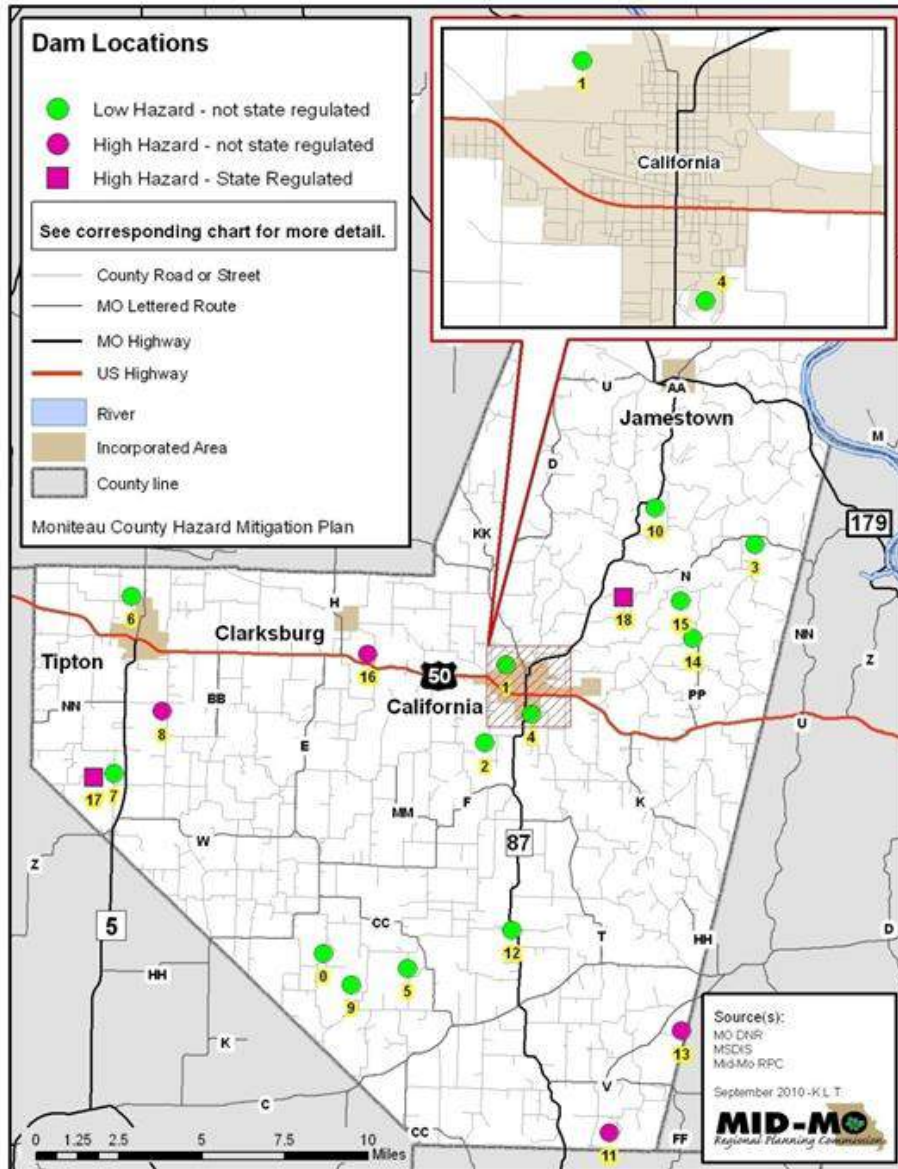 Dam Locations
Low Hazard - not state regulated
High Hazard - not state regulated
High Hazard - State Regulated
See corresponding chart for more detail.
County Road or Street
MO Lettered Route
MO Highway
US Highway
River
Incorporated Area
County line
Moniteau County Hazard Mitigation Plan
1
California
4
U
AA
Jamestown
M
D
179
KK
10
3
N
H
6
18
15
Clarksburg
NN
14
Tipton
16
50
1
Z
BB
California
PP
NN
8
4
U
E
2
17
7
F
K
MM
W
87
Z
CC
5
12
T
HH
D
0
5
HH
9
Source(s):
MO DNR
MSDIS
Mid-Mo RPC
September 2010 - K.L.T.
MID-MO
Regional Planning Commission
K
13
V
C
CC
11
FF
0 1.25 2.5 5 7.5 10
Miles